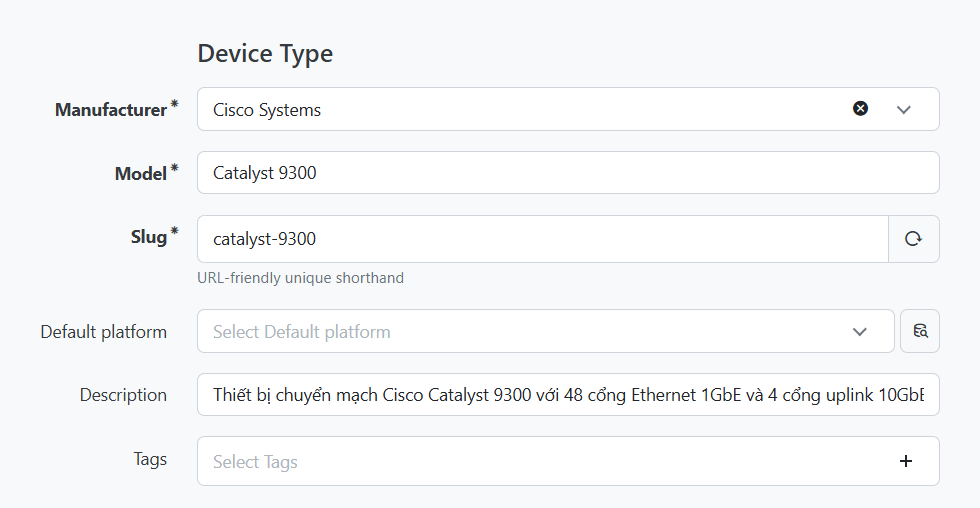 Device Type
Manufacturer*
Cisco Systems
Model*
Catalyst 9300
Slug*
catalyst-9300
URL-friendly unique shorthand
Default platform
Select Default platform
Description
Thiết bị chuyển mạch Cisco Catalyst 9300 với 48 cổng Ethernet 1GbE và 4 cổng uplink 10GbE
Tags
Select Tags